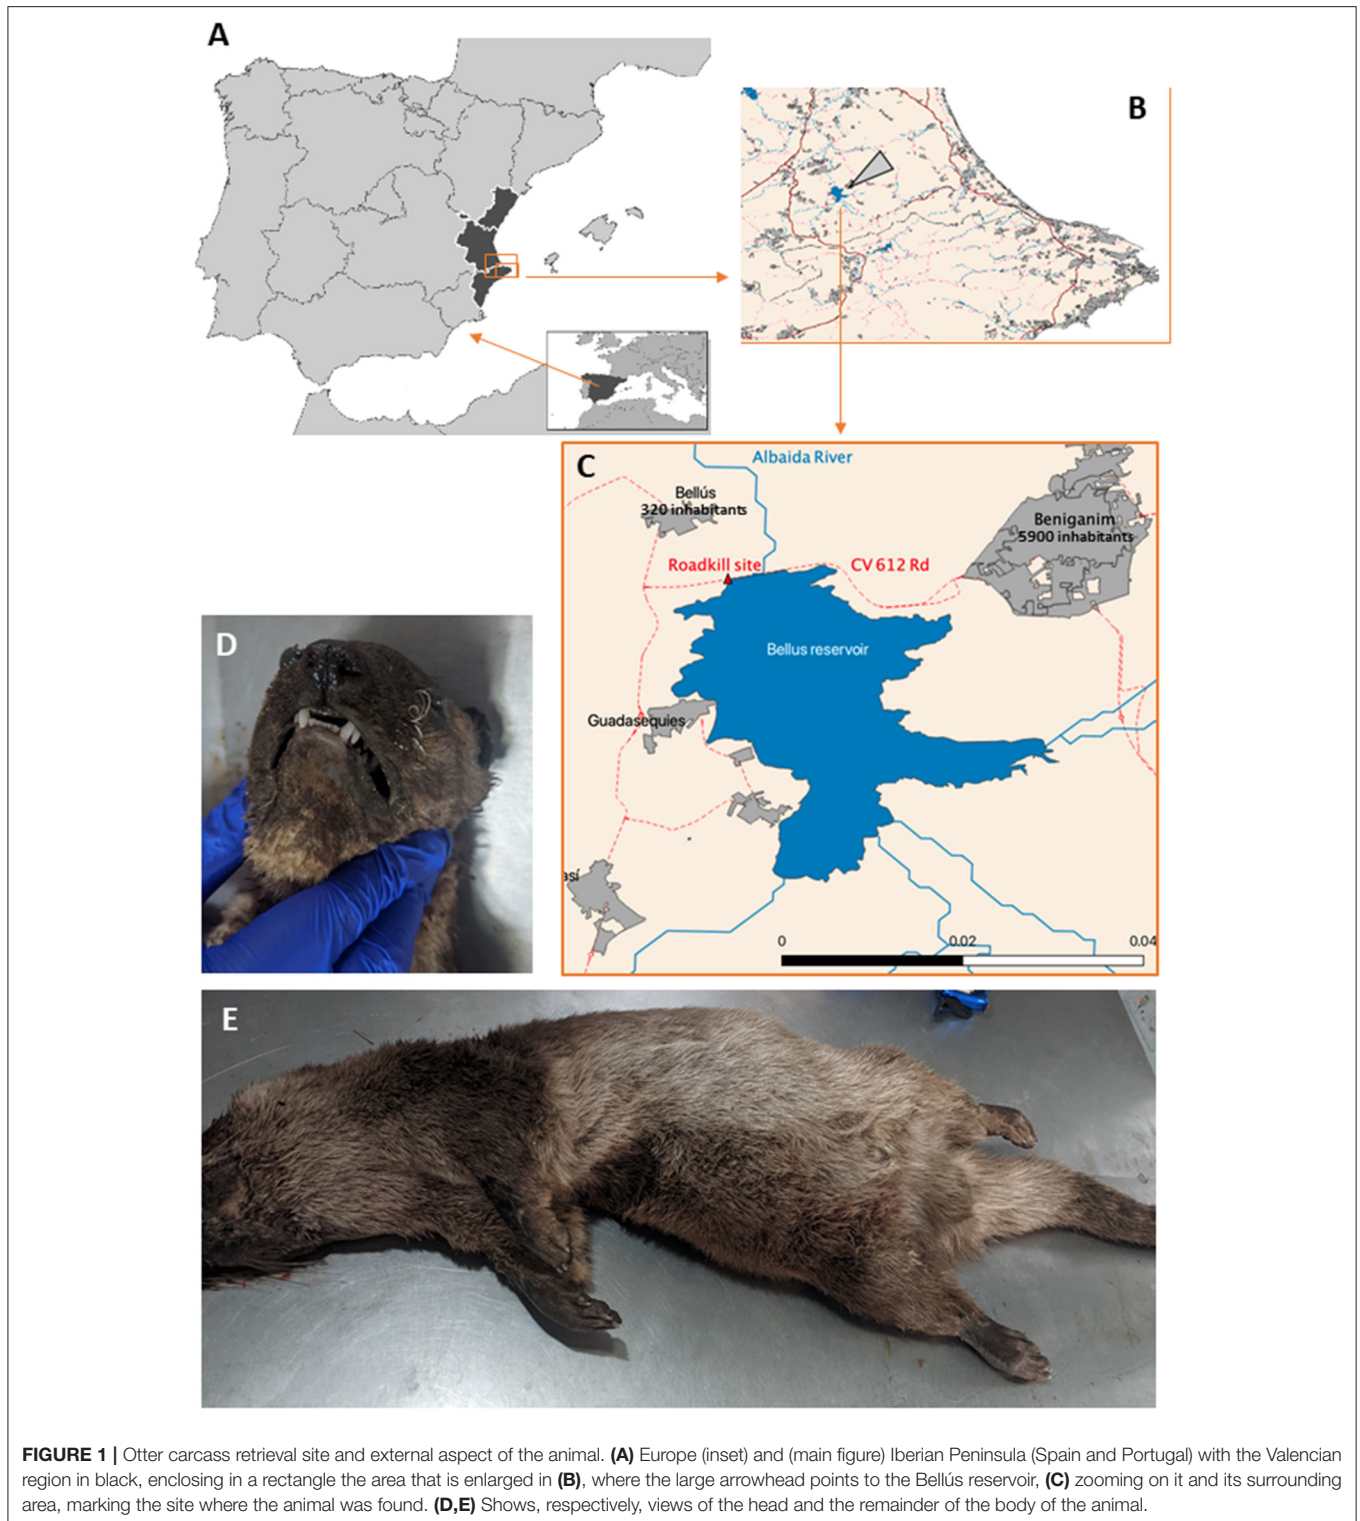 A
B
C
Albaida River
Bellús
320 inhabitants
Beniganim
5900 inhabitants
Roadkill site
CV 612 Rd
Bellus reservoir
Guadasequies
así
0 0.02 0.04
D
E
FIGURE 1 | Otter carcass retrieval site and external aspect of the animal. (A) Europe (inset) and (main figure) Iberian Peninsula (Spain and Portugal) with the Valencian
region in black, enclosing in a rectangle the area that is enlarged in (B), where the large arrowhead points to the Bellús reservoir, (C) zooming on it and its surrounding
area, marking the site where the animal was found. (D,E) Shows, respectively, views of the head and the remainder of the body of the animal.